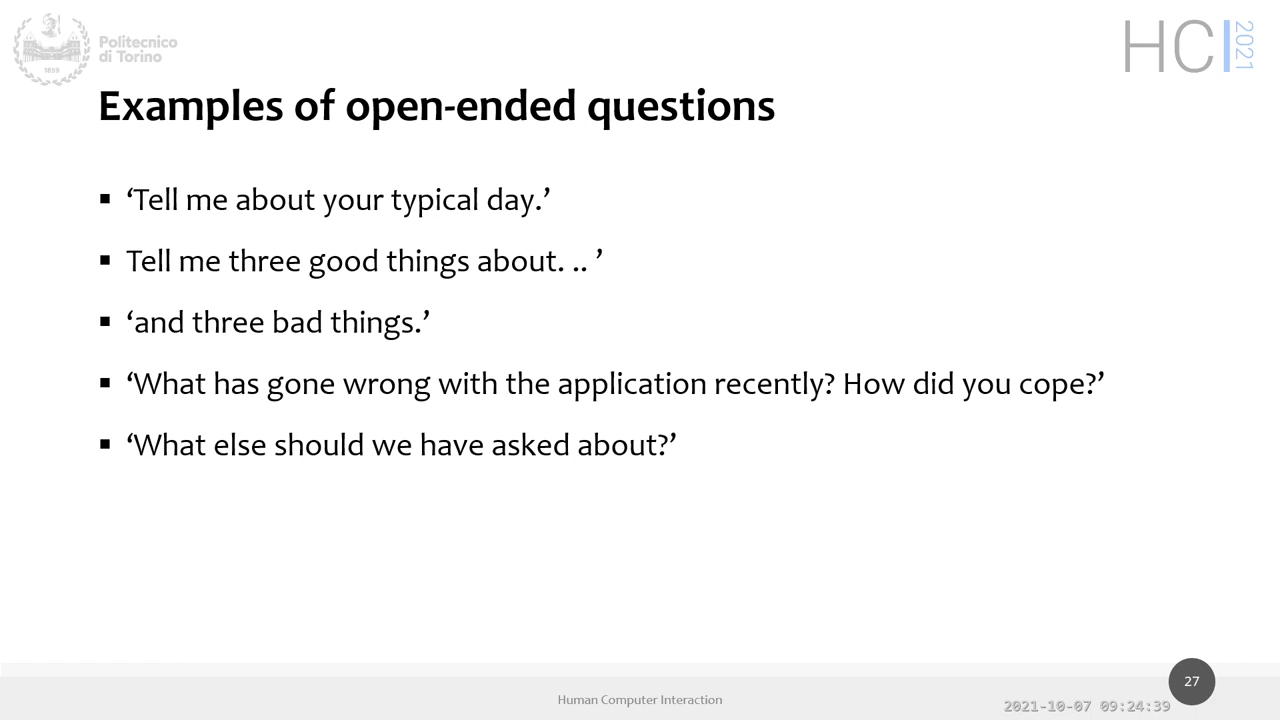 Politecnico
di Torino
1859
HCI 2021
Examples of open-ended questions
▪ ‘Tell me about your typical day.’
▪ Tell me three good things about. .. ’
▪ ‘and three bad things.’
▪ ‘What has gone wrong with the application recently? How did you cope?’
▪ ‘What else should we have asked about?’
Human Computer Interaction
27
2021-10-07 09:24:39